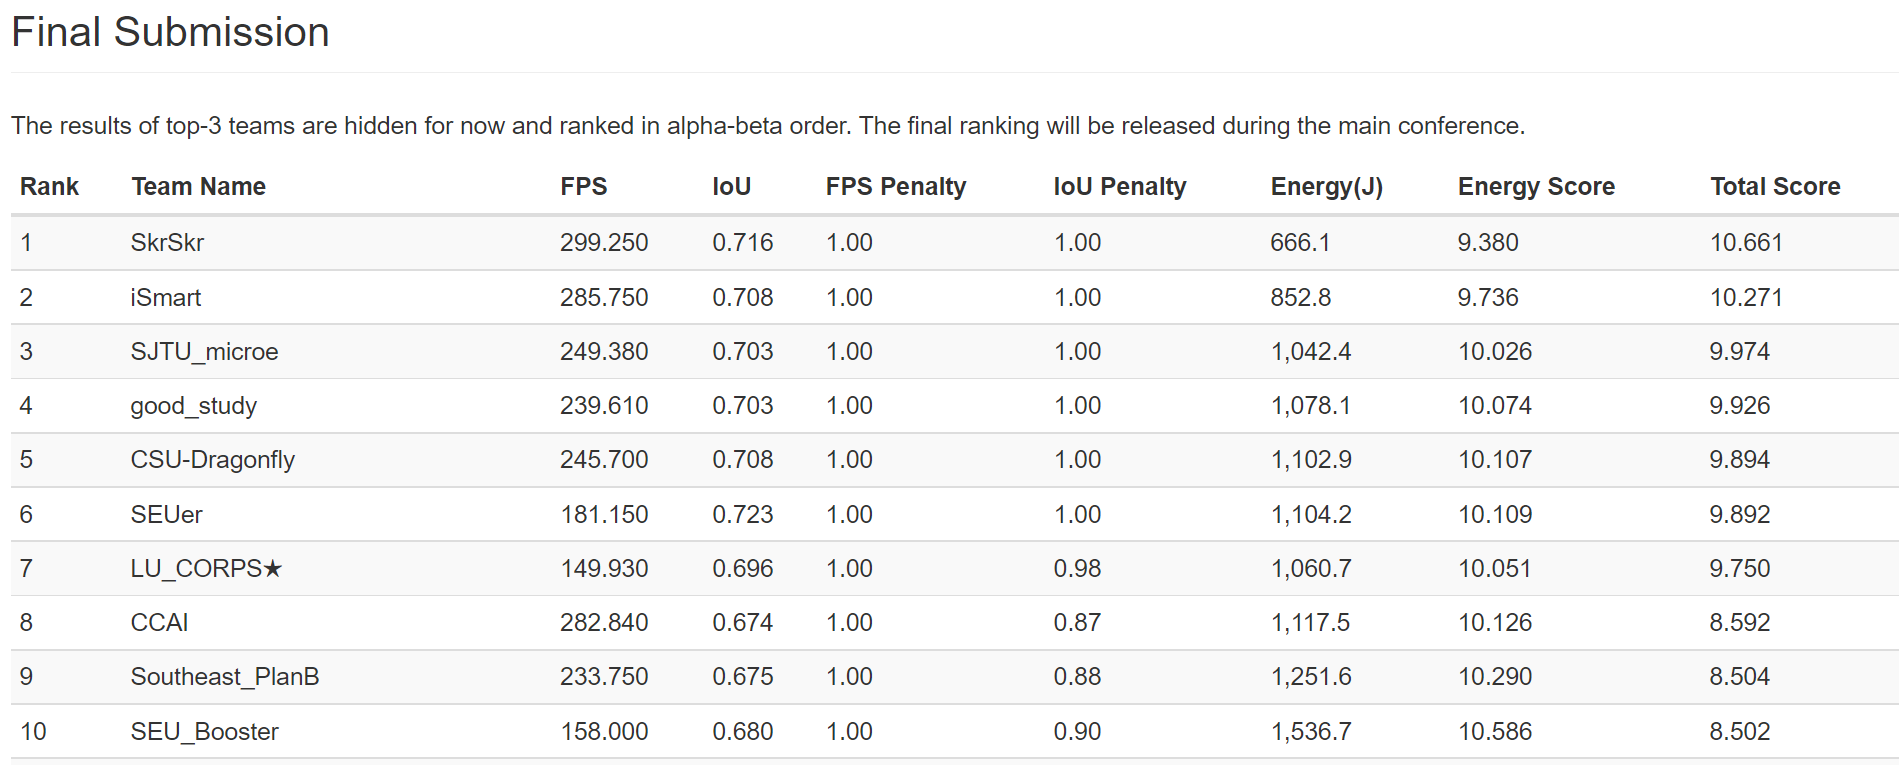 Final Submission
The results of top-3 teams are hidden for now and ranked in alpha-beta order. The final ranking will be released during the main conference.
Rank Team Name FPS IoU FPS Penalty IoU Penalty Energy(J) Energy Score Total Score
1 SkrSkr 299.250 0.716 1.00 1.00 666.1 9.380 10.661
2 iSmart 285.750 0.708 1.00 1.00 852.8 9.736 10.271
3 SJTU_microe 249.380 0.703 1.00 1.00 1,042.4 10.026 9.974
4 good_study 239.610 0.703 1.00 1.00 1,078.1 10.074 9.926
5 CSU-Dragonfly 245.700 0.708 1.00 1.00 1,102.9 10.107 9.894
6 SEUer 181.150 0.723 1.00 1.00 1,104.2 10.109 9.892
7 LU_CORPS★ 149.930 0.696 1.00 0.98 1,060.7 10.051 9.750
8 CCAI 282.840 0.674 1.00 0.87 1,117.5 10.126 8.592
9 Southeast_PlanB 233.750 0.675 1.00 0.88 1,251.6 10.290 8.504
10 SEU_Booster 158.000 0.680 1.00 0.90 1,536.7 10.586 8.502